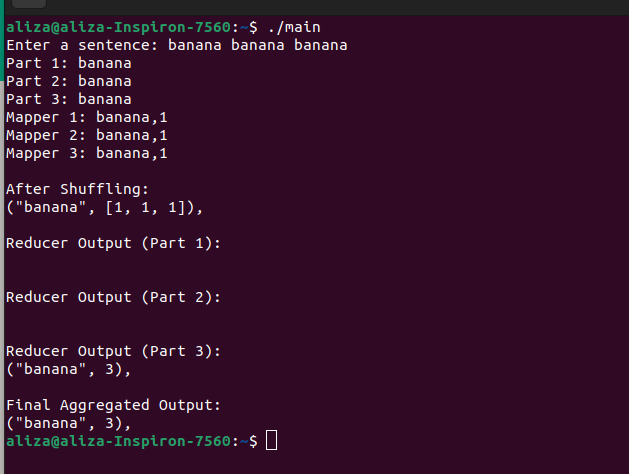 aliza@aliza-Inspiron-7560:~$ ./main
Enter a sentence: banana banana banana
Part 1: banana
Part 2: banana
Part 3: banana
Mapper 1: banana,1
Mapper 2: banana,1
Mapper 3: banana,1
After Shuffling:
("banana", [1, 1, 1]),
Reducer Output (Part 1):
Reducer Output (Part 2):
Reducer Output (Part 3):
("banana", 3),
Final Aggregated Output:
("banana", 3),
aliza@aliza-Inspiron-7560:~$